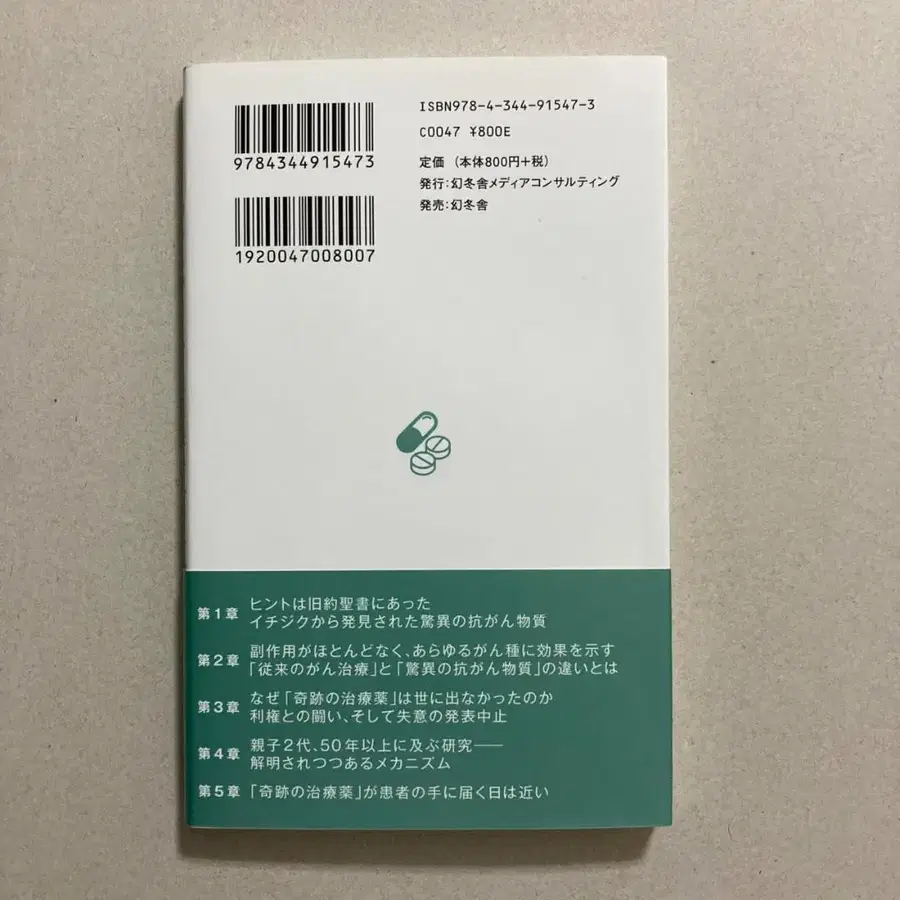 ISBN978-4-344-91547-3
C0047 ¥800E
定価 (本体800円+税)
発行:幻冬舎メディアコンサルティング
発売:幻冬舎
9784344915473
1920047008007
第1章 ヒントは旧約聖書にあった
イチジクから発見された驚異の抗がん物質
第2章 副作用がほとんどなく、あらゆるがん種に効果を示す
「従来のがん治療」と「驚異の抗がん物質」の違いとは
第3章 なぜ「奇跡の治療薬」は世に出なかったのか
利権との闘い、そして失意の発表中止
第4章 親子2代、50年以上に及ぶ研究——
解明されつつあるメカニズム
第5章 「奇跡の治療薬」が患者の手に届く日は近い